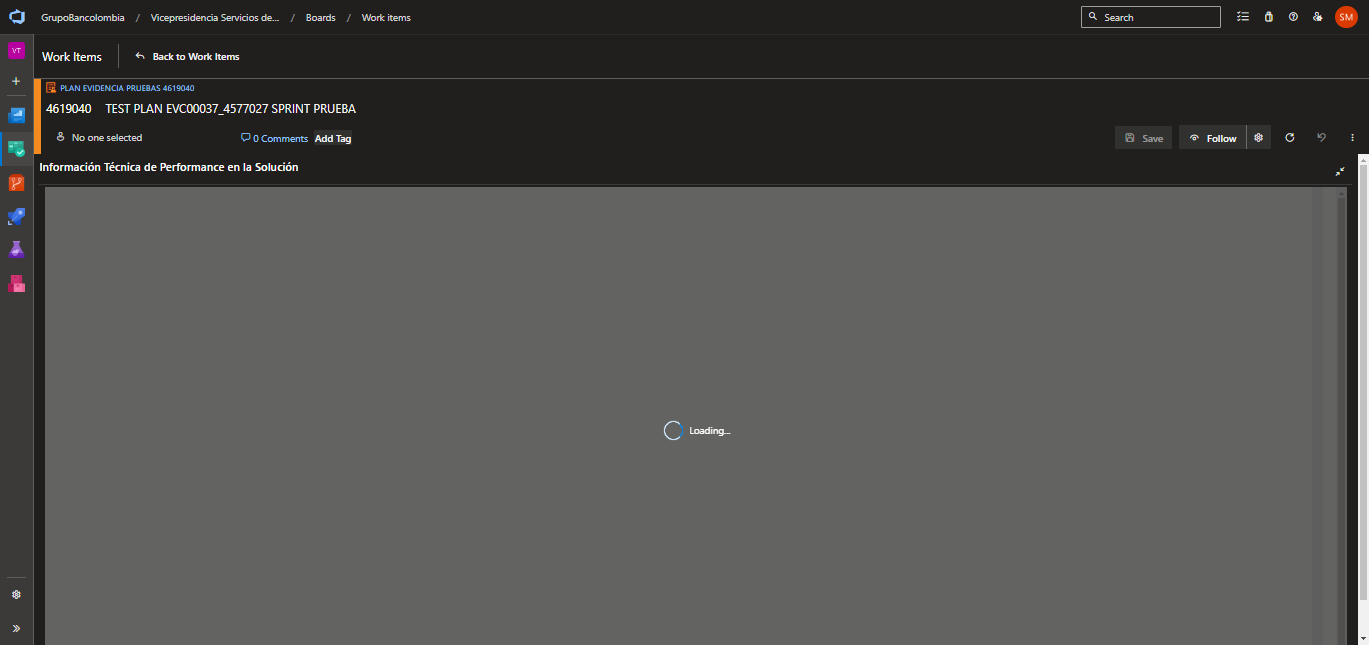 GrupoBancolombia / Vicepresidencia Servicios de... / Boards / Work items
Search
SM
VT
Work Items
Back to Work Items
PLAN EVIDENCIA PRUEBAS 4619040
4619040 TEST PLAN EVC00037_4577027 SPRINT PRUEBA
No one selected
0 Comments
Add Tag
Save
Follow
Información Técnica de Performance en la Solución
Loading...